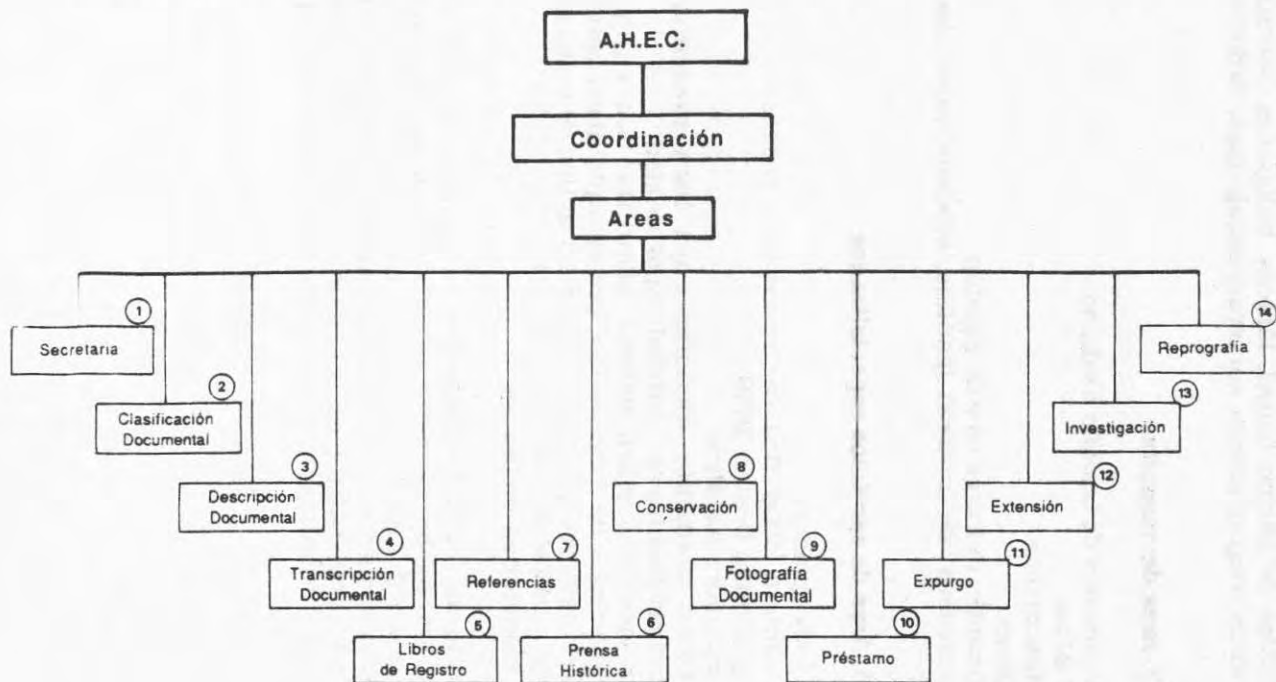 A.H.E.C.
Coordinación
Areas
1
Secretaria
2
Clasificación
Documental
3
Descripción
Documental
4
Transcripción
Documental
5
Libros
de Registro
7
Referencias
6
Prensa
Histórica
8
Conservación
9
Fotografía
Documental
10
Préstamo
11
Expurgo
12
Extensión
13
Investigación
14
Reprografía